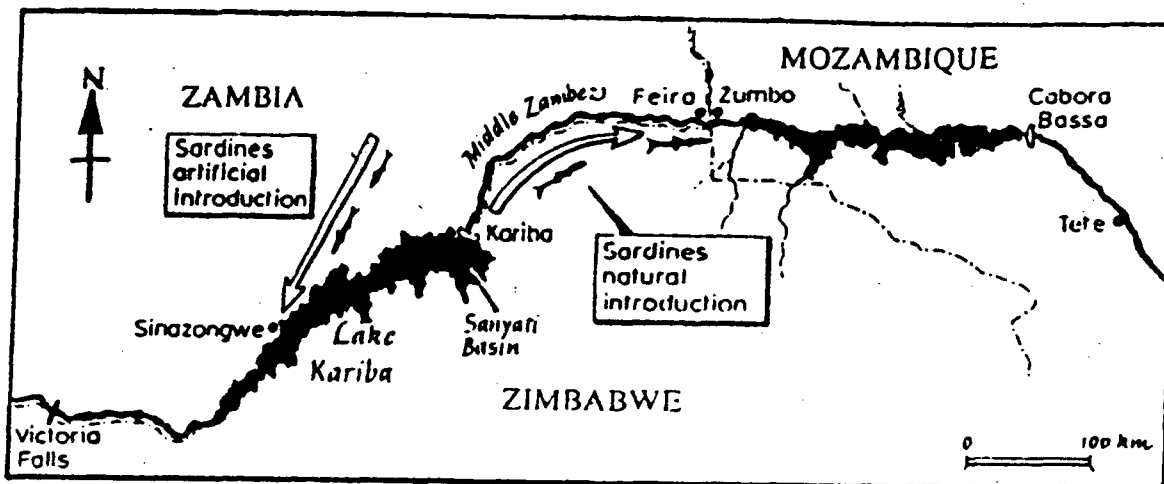 MOZAMBIQUE
N
ZAMBIA
Feira Zumbo
Cabora
Bassa
Middle Zambezi
Sardines
artificial
introduction
Kariba
Tete
Sardines
natural
introduction
Sinazongwe
Lake
Kariba
Sanyati
Basin
ZIMBABWE
Victoria
Falls
0 100 km